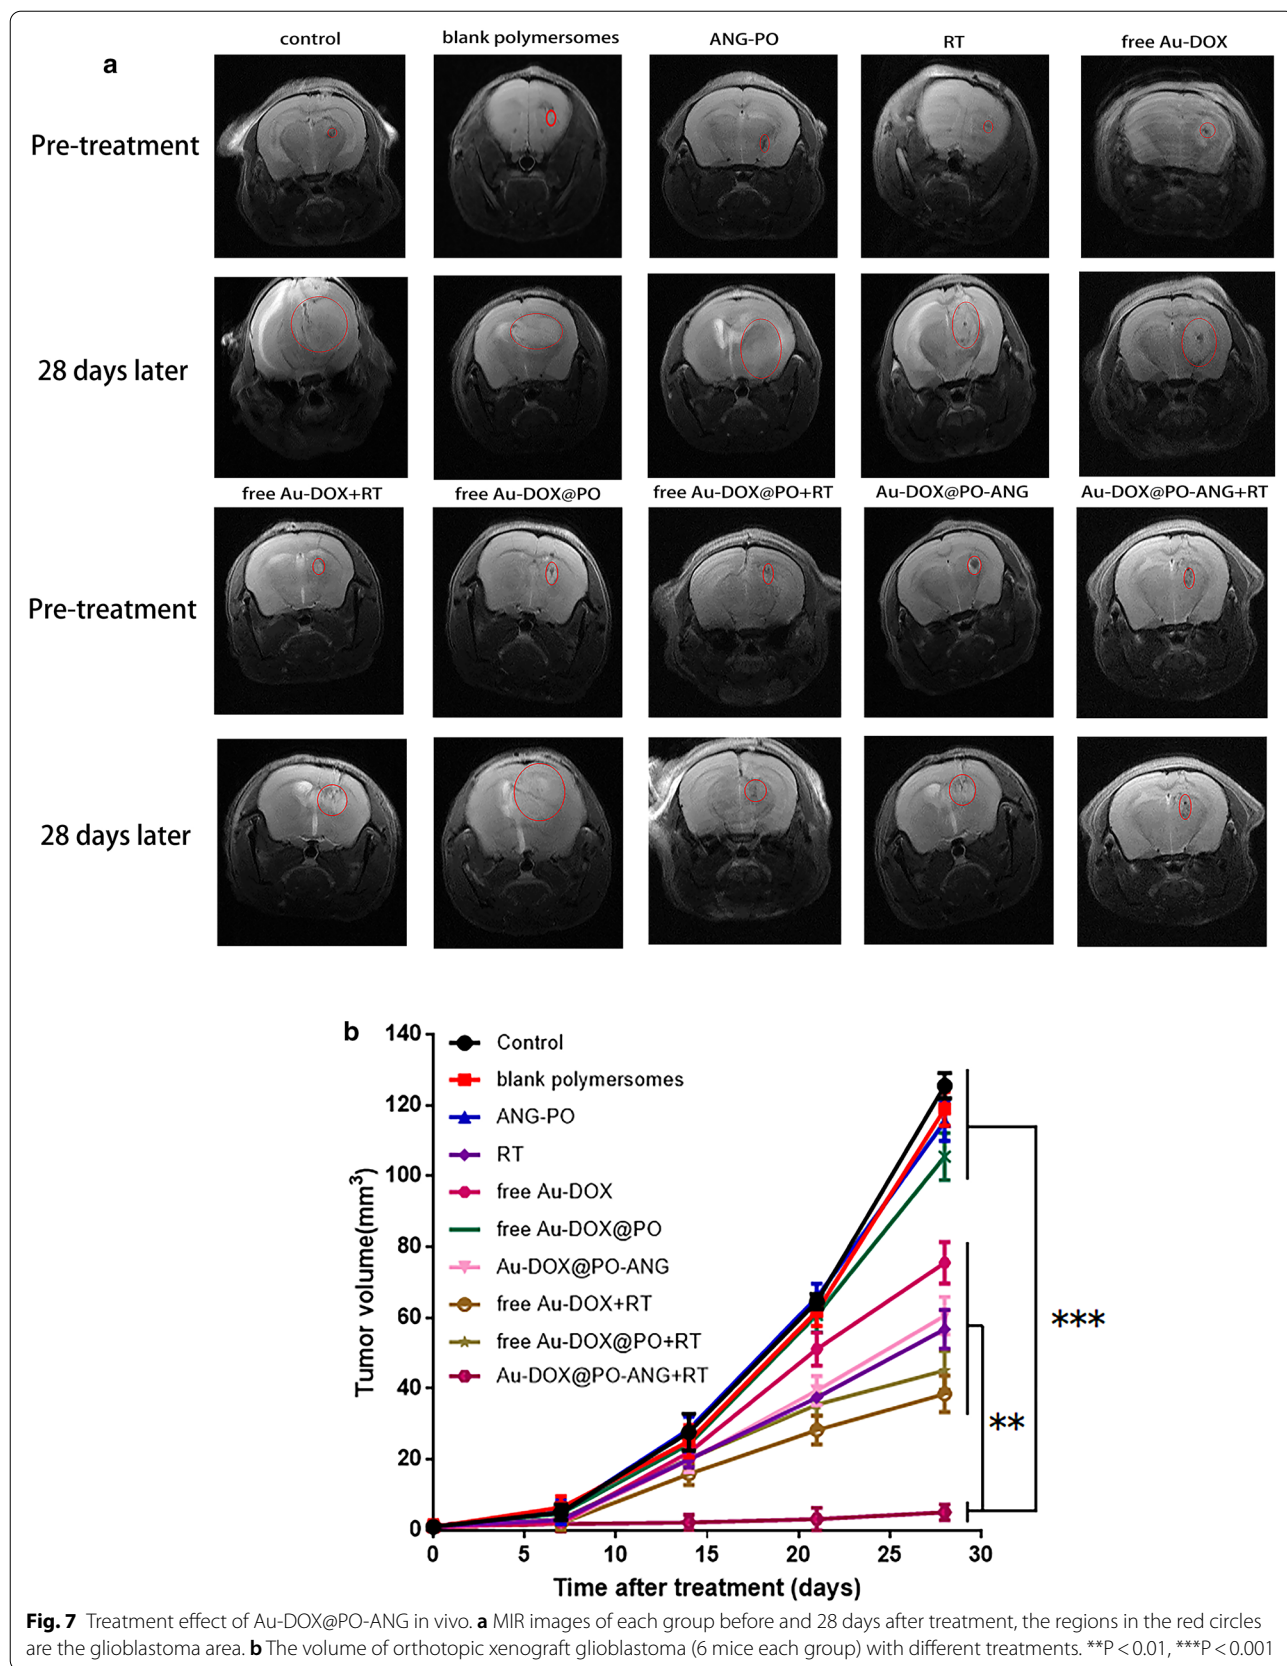 control blank polymersomes ANG-PO RT free Au-DOX
a
Pre-treatment
28 days later
free Au-DOX+RT free Au-DOX@PO free Au-DOX@PO+RT Au-DOX@PO-ANG Au-DOX@PO-ANG+RT
Pre-treatment
28 days later
b
Tumor volume(mm³)
140
120
100
80
60
40
20
0
Control
blank polymersomes
ANG-PO
RT
free Au-DOX
free Au-DOX@PO
Au-DOX@PO-ANG
free Au-DOX+RT
free Au-DOX@PO+RT
Au-DOX@PO-ANG+RT
***
**
0 5 10 15 20 25 30
Time after treatment (days)
Fig. 7 Treatment effect of Au-DOX@PO-ANG in vivo. a MIR images of each group before and 28 days after treatment, the regions in the red circles
are the glioblastoma area. b The volume of orthotopic xenograft glioblastoma (6 mice each group) with different treatments. **P < 0.01, ***P < 0.001